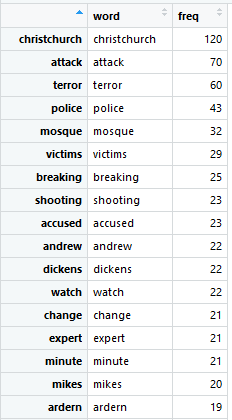 word freq
christchurch christchurch 120
attack attack 70
terror terror 60
police police 43
mosque mosque 32
victims victims 29
breaking breaking 25
shooting shooting 23
accused accused 23
andrew andrew 22
dickens dickens 22
watch watch 22
change change 21
expert expert 21
minute minute 21
mikes mikes 20
ardern ardern 19